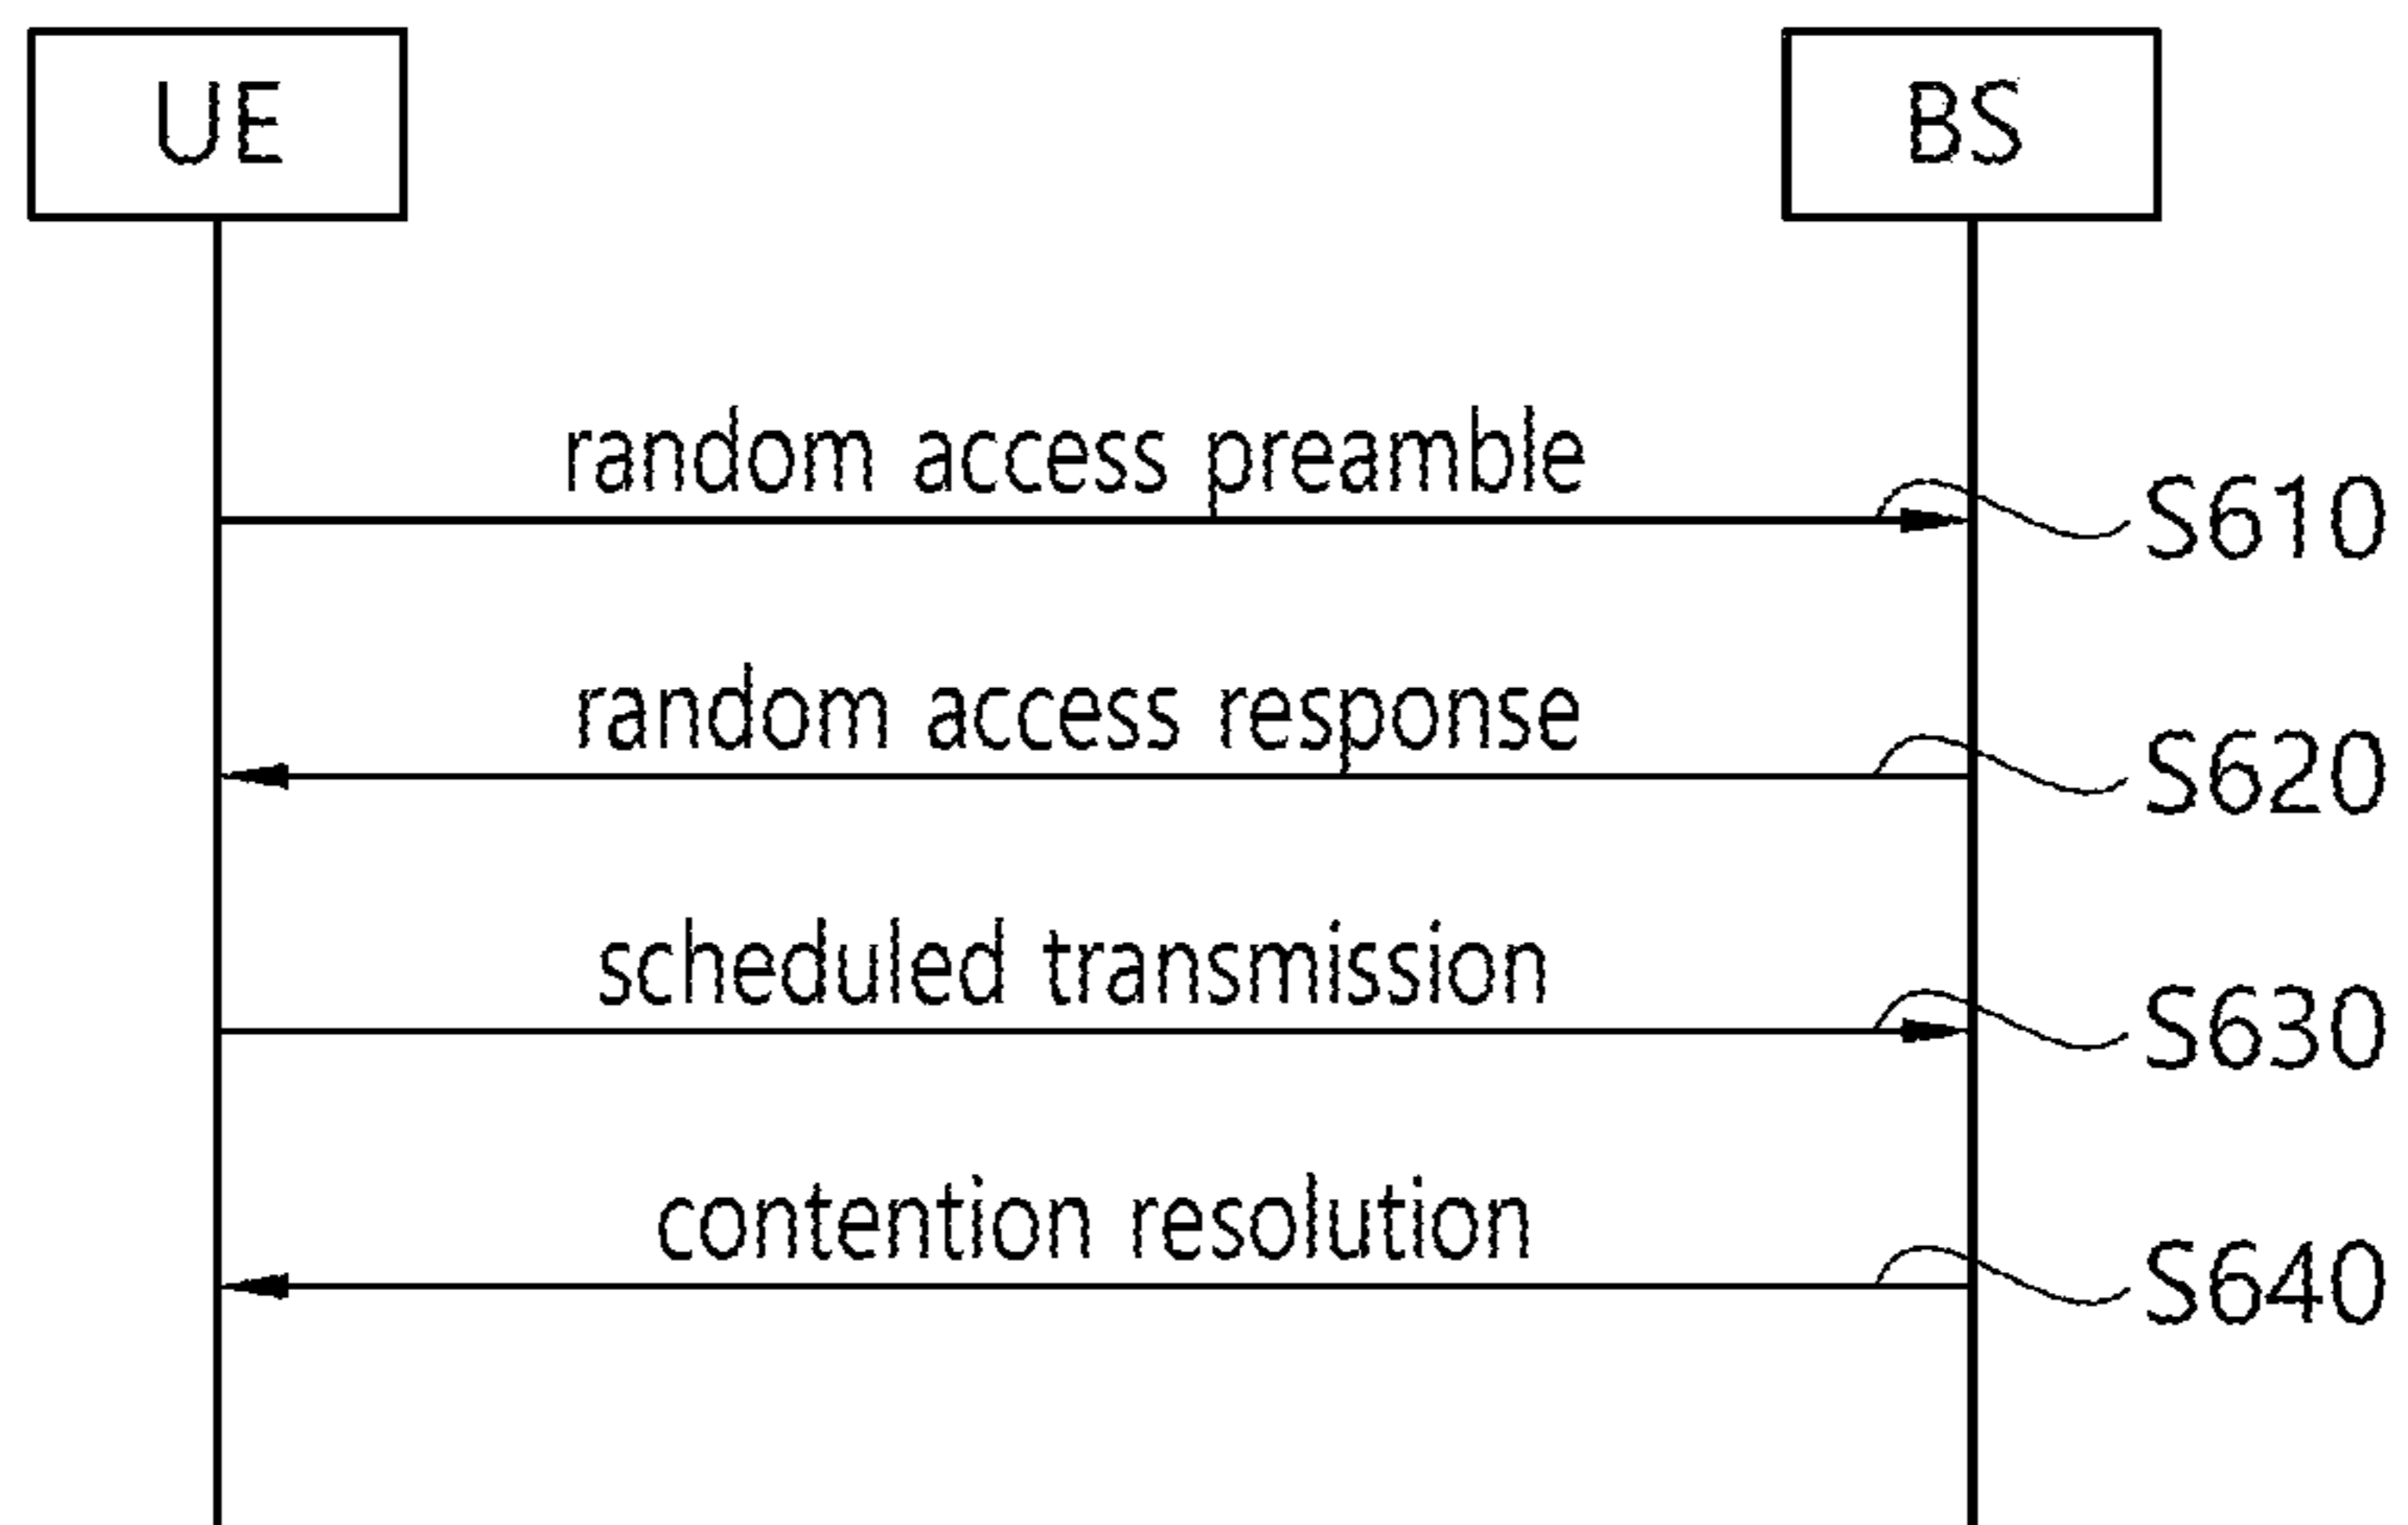 UE
BS
random access preamble
S610
random access response
S620
scheduled transmission
S630
contention resolution
S640